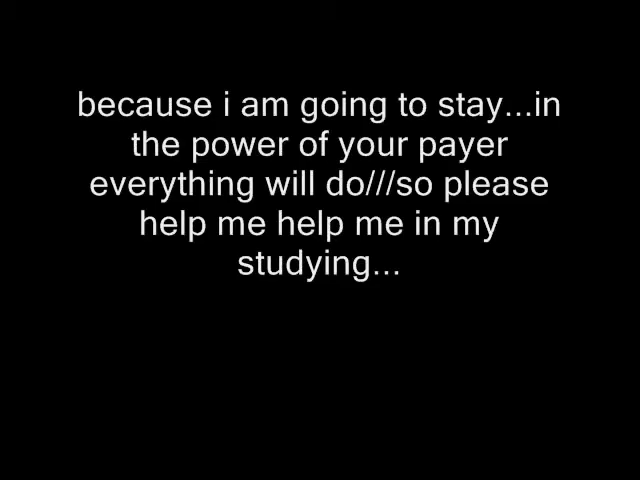 because i am going to stay...in
the power of your payer
everything will do///so please
help me help me in my
studying...